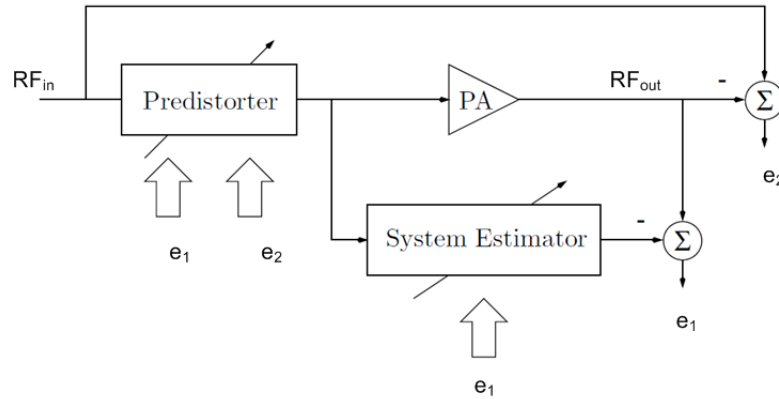 RFin
Predistorter
PA
RFout
-
Σ
e2
System Estimator
-
Σ
e1
e2
e1
e1